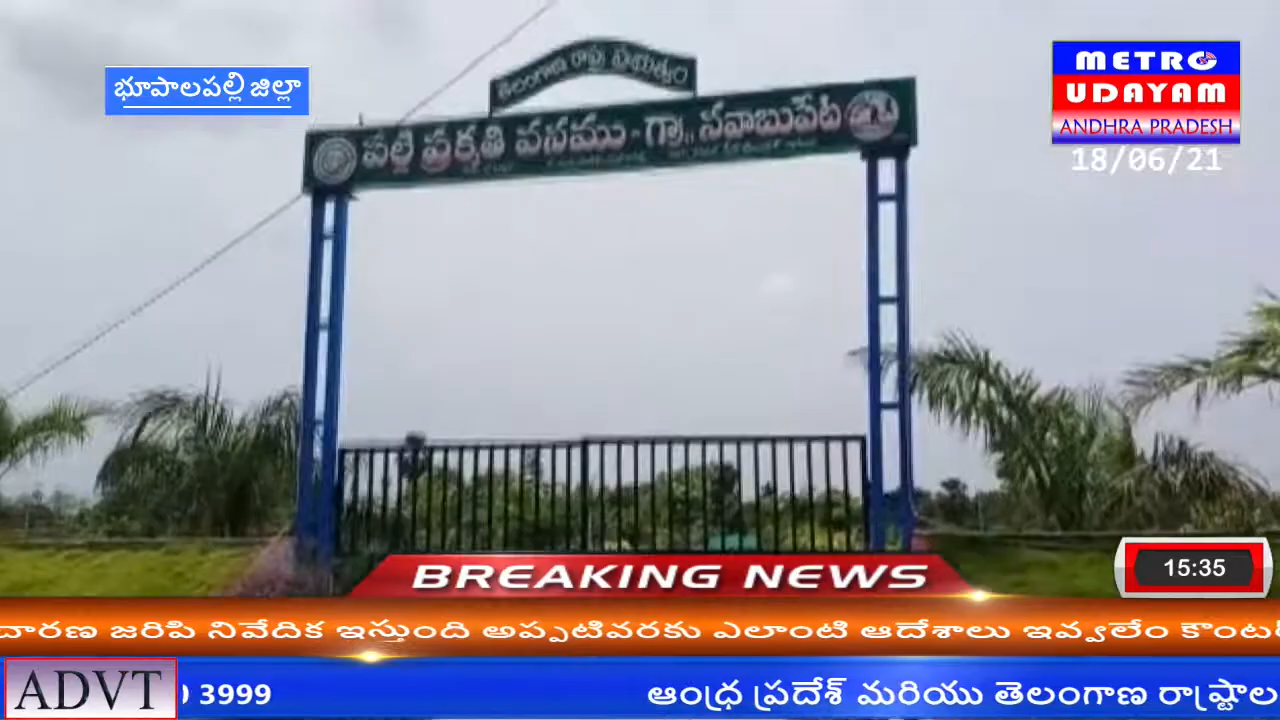 భూపాలపల్లి జిల్లా
METRO
UDAYAM
ANDHRA PRADESH
18/06/21
తెలంగాణ రాష్ట్ర ప్రభుత్వం
పల్లె ప్రకృతి వనము - గ్రా,, నవాబుపేట
BREAKING NEWS
15:35
దారణ జరిపి నివేదిక ఇస్తుంది అప్పటివరకు ఎలాంటి ఆదేశాలు ఇవ్వలేం కౌంటర్
ADVT
3999
ఆంధ్ర ప్రదేశ్ మరియు తెలంగాణ రాష్ట్రాల